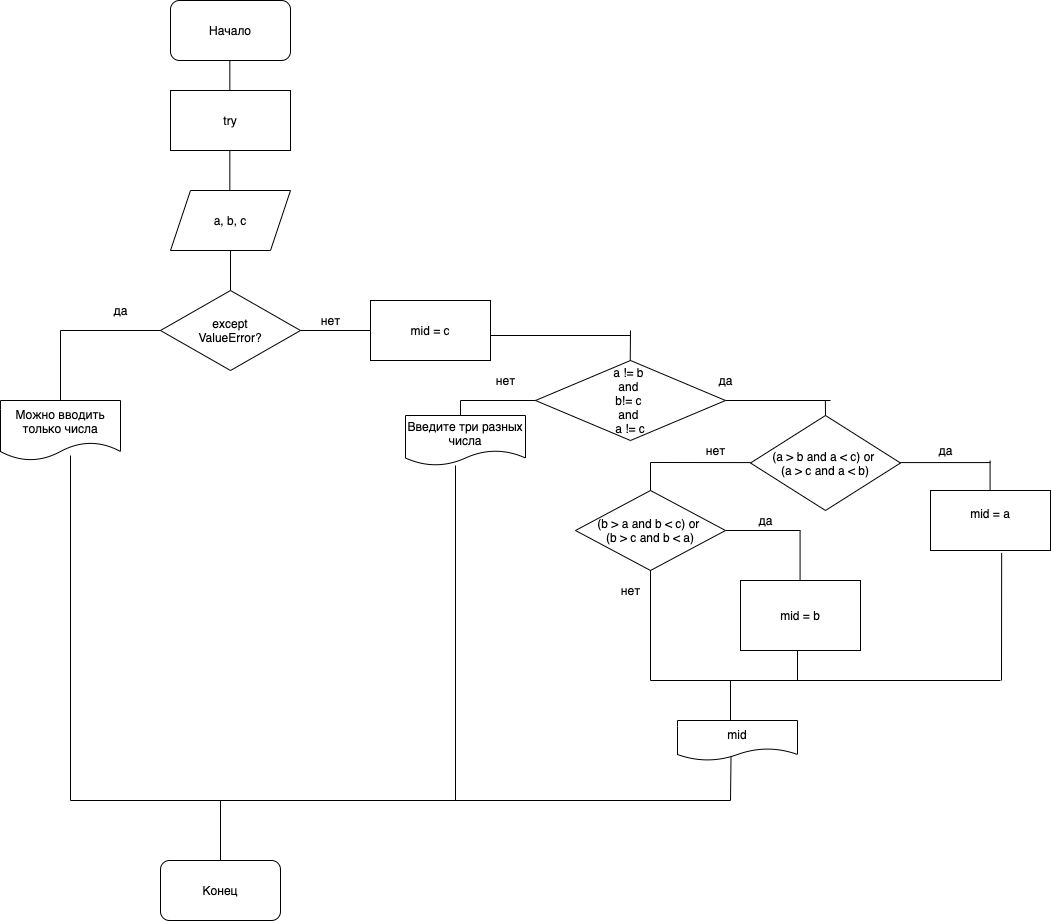 Начало
try
a, b, c
да
except
ValueError?
нет
mid = c
Можно вводить
только числа
нет
a != b
and
b!= c
and
a != c
да
Введите три разных
числа
нет
(a > b and a < c) or
(a > c and a < b)
да
mid = a
(b > a and b < c) or
(b > c and b < a)
да
нет
mid = b
mid
Конец